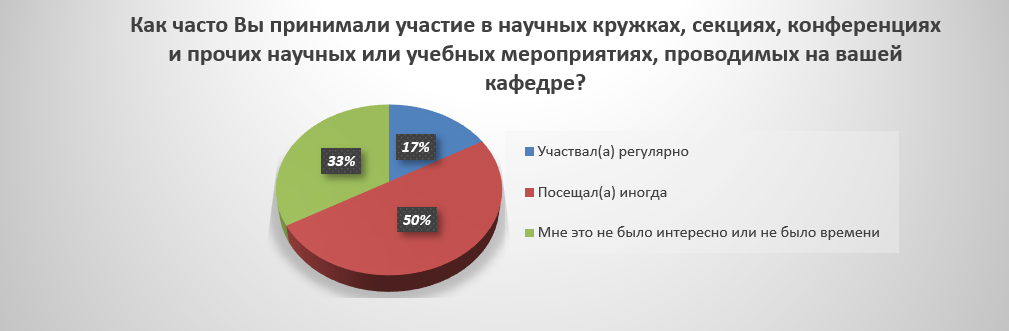 Как часто Вы принимали участие в научных кружках, секциях, конференциях
и прочих научных или учебных мероприятиях, проводимых на вашей
кафедре?
17%
33%
50%
Участвал(а) регулярно
Посещал(а) иногда
Мне это не было интересно или не было времени